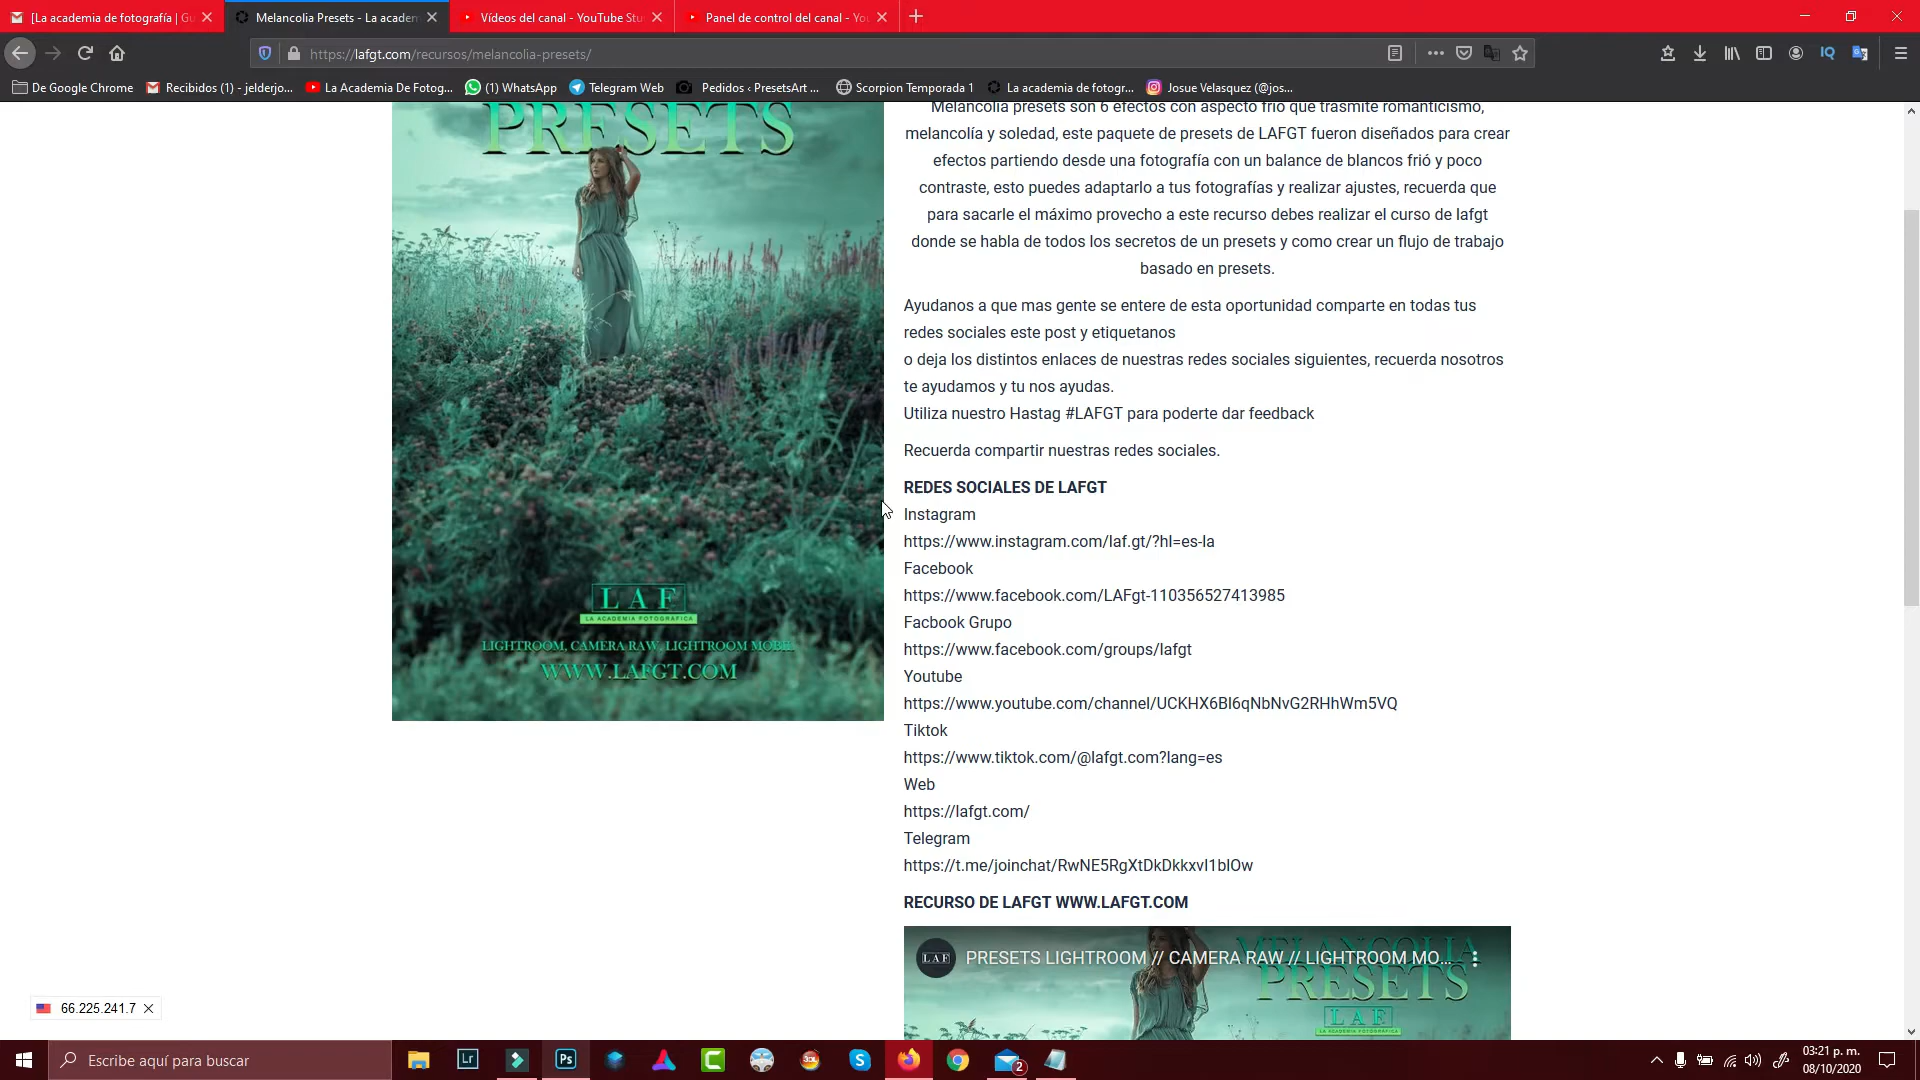 [La academia de fotografía | Gu
Melancolia Presets - La academ
Vídeos del canal - YouTube Stu
Panel de control del canal - You
https://lafgt.com/recursos/melancolia-presets/
De Google Chrome
Recibidos (1) - jelderjo...
La Academia De Fotog...
(1) WhatsApp
Telegram Web
Pedidos ‹ PresetsArt ...
Scorpion Temporada 1
La academia de fotogr...
Josue Velasquez (@jos...
PRESETS
LAF
LA ACADEMIA FOTOGRÁFICA
LIGHTROOM, CAMERA RAW, LIGHTROOM MOBIL
WWW.LAFGT.COM
Melancolia presets son 6 efectos con aspecto frio que trasmite romanticismo,
melancolía y soledad, este paquete de presets de LAFGT fueron diseñados para crear
efectos partiendo desde una fotografía con un balance de blancos frió y poco
contraste, esto puedes adaptarlo a tus fotografías y realizar ajustes, recuerda que
para sacarle el máximo provecho a este recurso debes realizar el curso de lafgt
donde se habla de todos los secretos de un presets y como crear un flujo de trabajo
basado en presets.
Ayudanos a que mas gente se entere de esta oportunidad comparte en todas tus
redes sociales este post y etiquetanos
o deja los distintos enlaces de nuestras redes sociales siguientes, recuerda nosotros
te ayudamos y tu nos ayudas.
Utiliza nuestro Hastag #LAFGT para poderte dar feedback
Recuerda compartir nuestras redes sociales.
REDES SOCIALES DE LAFGT
Instagram
https://www.instagram.com/laf.gt/?hl=es-la
Facebook
https://www.facebook.com/LAFgt-110356527413985
Facbook Grupo
https://www.facebook.com/groups/lafgt
Youtube
https://www.youtube.com/channel/UCKHX6BI6qNbNvG2RHhWm5VQ
Tiktok
https://www.tiktok.com/@lafgt.com?lang=es
Web
https://lafgt.com/
Telegram
https://t.me/joinchat/RwNE5RgXtDkDkkxvI1blOw
RECURSO DE LAFGT WWW.LAFGT.COM
LAF
PRESETS LIGHTROOM // CAMERA RAW // LIGHTROOM MO...
MELANCOLIA
PRESETS
LAF
LA ACADEMIA FOTOGRÁFICA
66.225.241.7
Escribe aquí para buscar
2
03:21 p. m.
08/10/2020